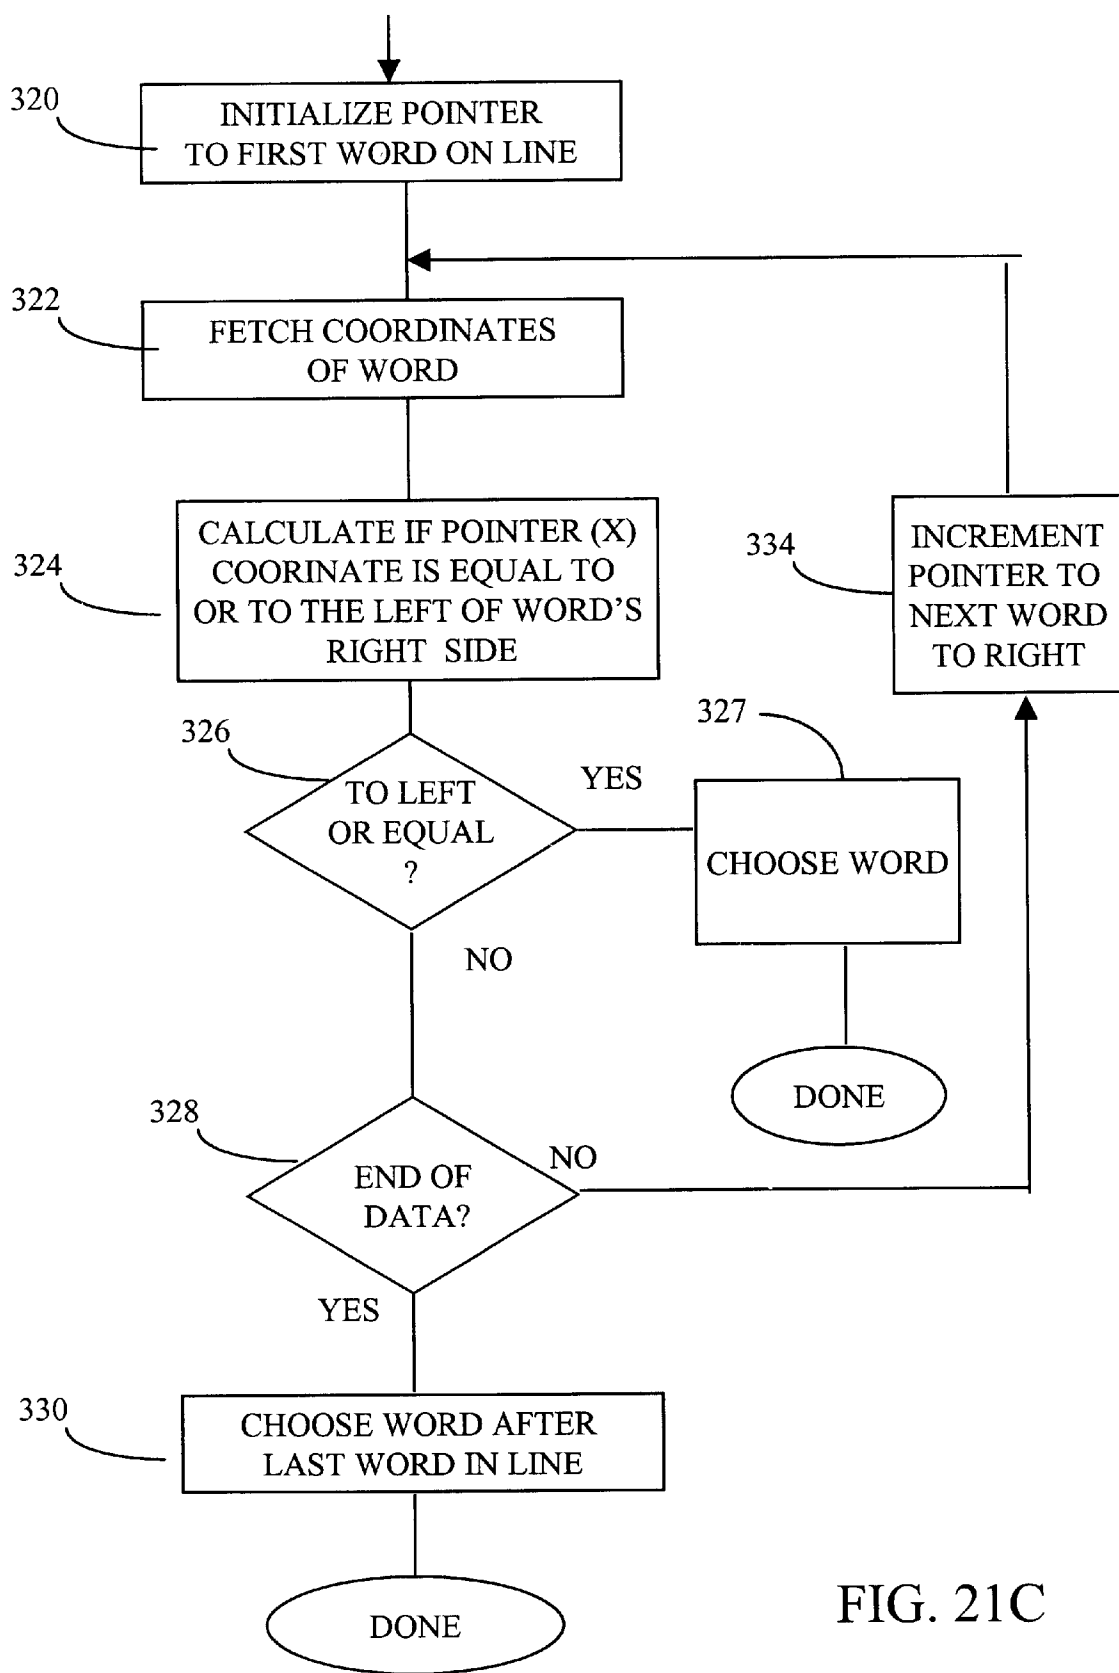 320
INITIALIZE POINTER
TO FIRST WORD ON LINE
322
FETCH COORDINATES
OF WORD
324
CALCULATE IF POINTER (X)
COORINATE IS EQUAL TO
OR TO THE LEFT OF WORD'S
RIGHT SIDE
334
INCREMENT
POINTER TO
NEXT WORD
TO RIGHT
326
TO LEFT
OR EQUAL
?
YES
327
CHOOSE WORD
DONE
NO
328
END OF
DATA?
NO
YES
330
CHOOSE WORD AFTER
LAST WORD IN LINE
DONE
FIG. 21C